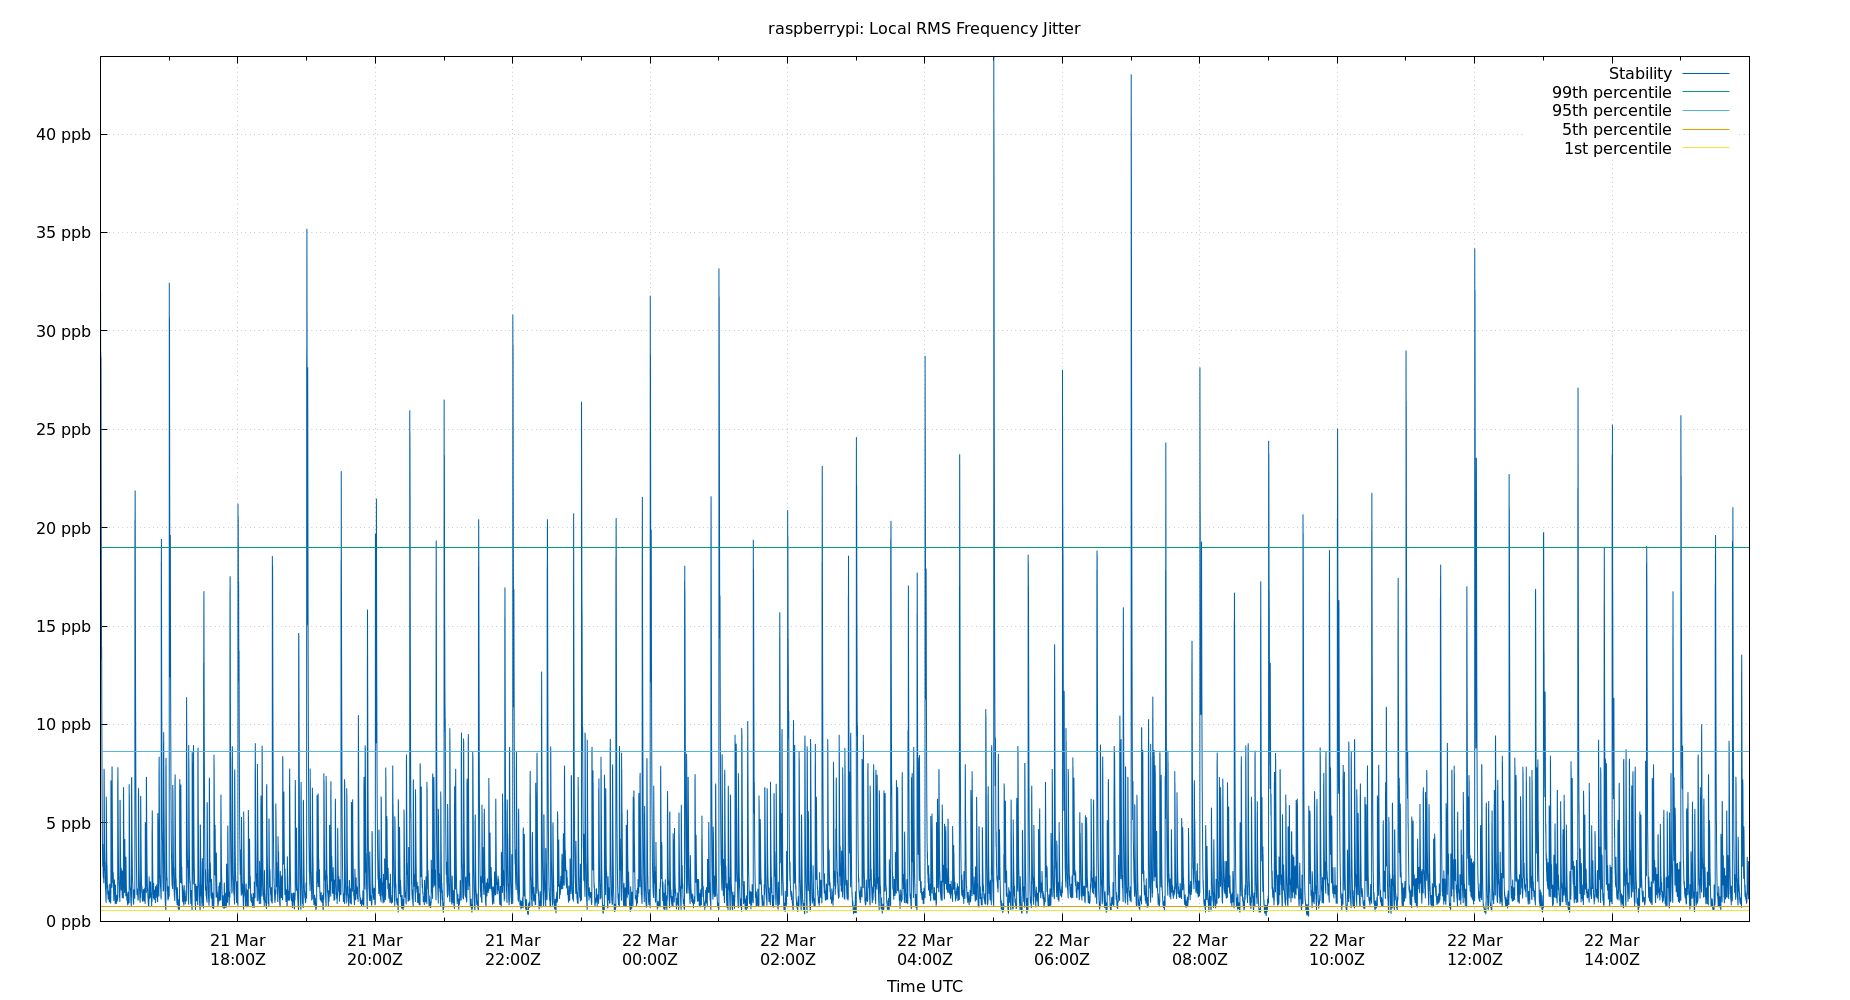 raspberrypi: Local RMS Frequency Jitter
Stability
99th percentile
95th percentile
5th percentile
1st percentile
40 ppb
35 ppb
30 ppb
25 ppb
20 ppb
15 ppb
10 ppb
5 ppb
0 ppb
21 Mar 21 Mar 21 Mar 22 Mar 22 Mar 22 Mar 22 Mar 22 Mar 22 Mar 22 Mar 22 Mar
18:00Z 20:00Z 22:00Z 00:00Z 02:00Z 04:00Z 06:00Z 08:00Z 10:00Z 12:00Z 14:00Z
Time UTC